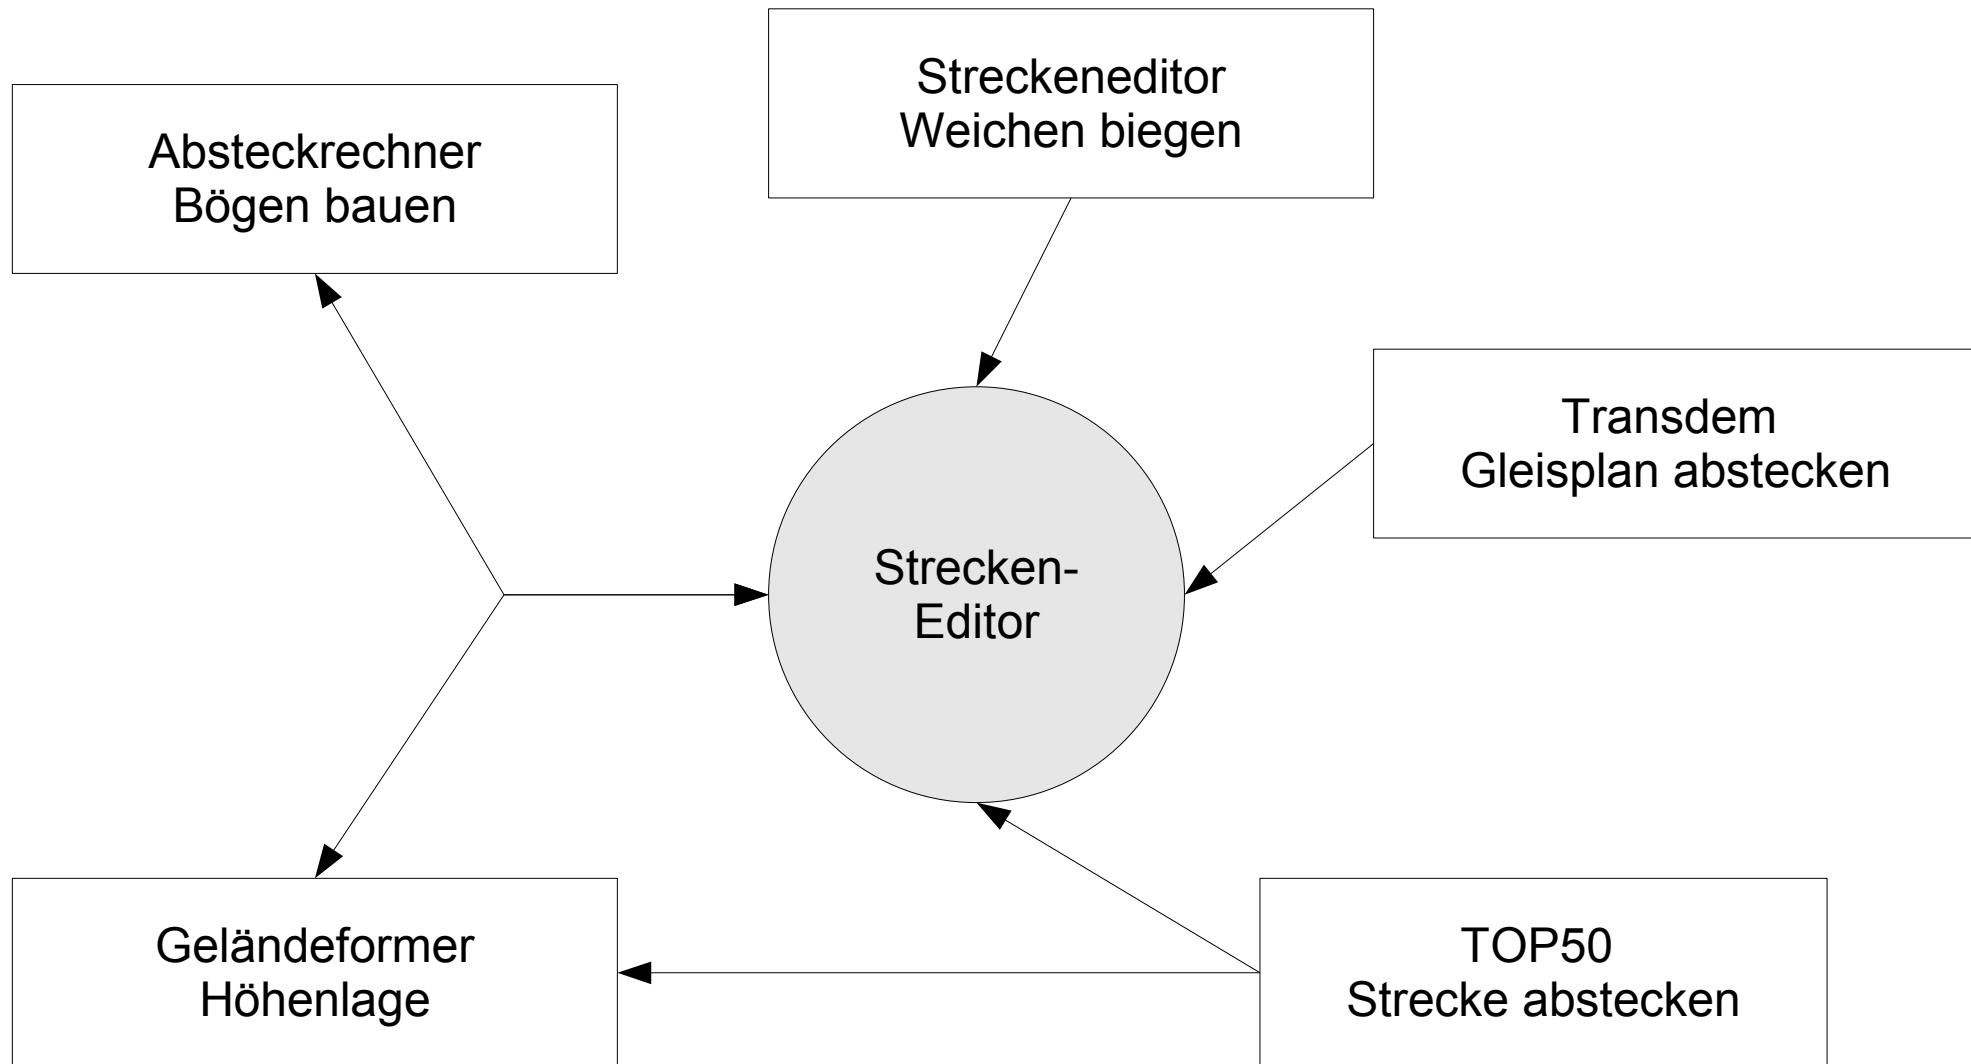 Streckeneditor
Weichen biegen
Absteckrechner
Bögen bauen
Transdem
Gleisplan abstecken
Strecken-
Editor
Geländeformer
Höhenlage
TOP50
Strecke abstecken